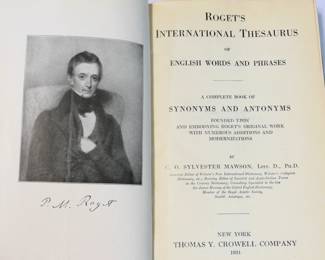 P. M. Roget
ROGET'S
INTERNATIONAL THESAURUS
OF
ENGLISH WORDS AND PHRASES
A COMPLETE BOOK OF
SYNONYMS AND ANTONYMS
FOUNDED UPON
AND EMBODYING ROGET'S ORIGINAL WORK
WITH NUMEROUS ADDITIONS AND
MODERNIZATIONS
BY
C. O. SYLVESTER MAWSON, LITT. D., PH.D.
NEW YORK
THOMAS Y. CROWELL COMPANY
1931